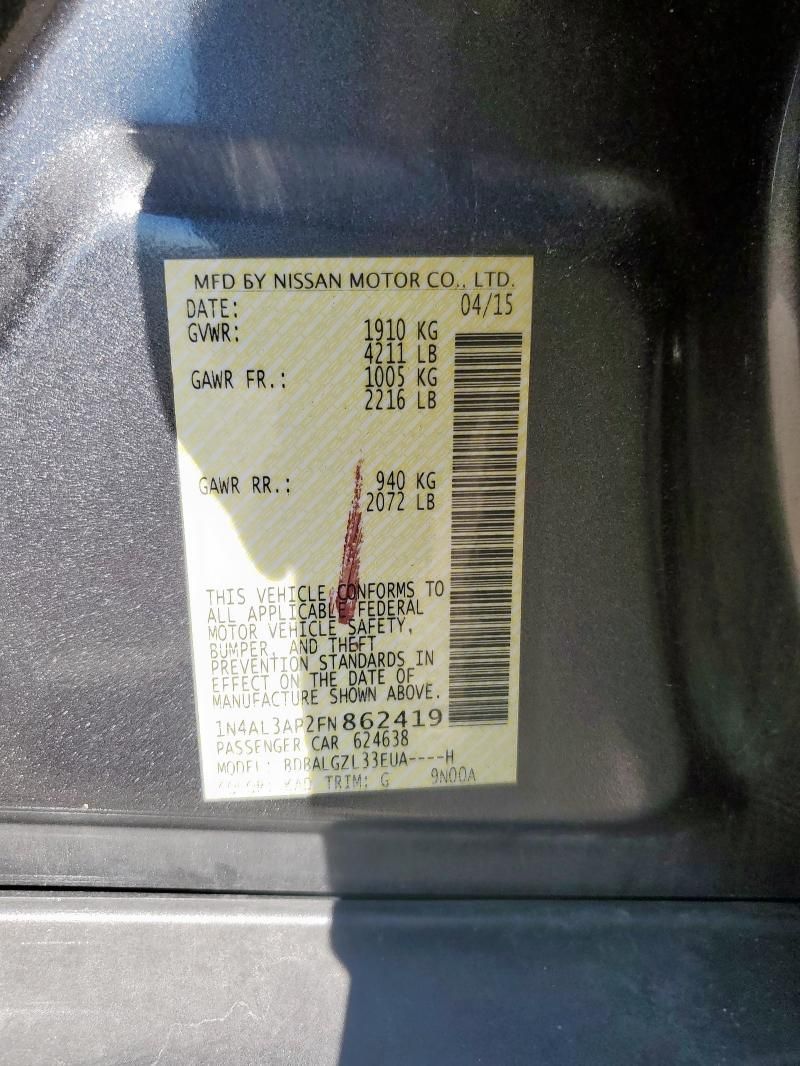 MFD BY NISSAN MOTOR CO., LTD.
DATE: 04/15
GVWR: 1910 KG
4211 LB
GAWR FR.: 1005 KG
2216 LB
GAWR RR.: 940 KG
2072 LB
THIS VEHICLE CONFORMS TO
ALL APPLICABLE FEDERAL
MOTOR VEHICLE SAFETY,
BUMPER, AND THEFT
PREVENTION STANDARDS IN
EFFECT ON THE DATE OF
MANUFACTURE SHOWN ABOVE.
1N4AL3AP2FN862419
PASSENGER CAR 624638
MODEL: BDBALGZL33EUA----H
COLOR: KAD TRIM: G 9N00A